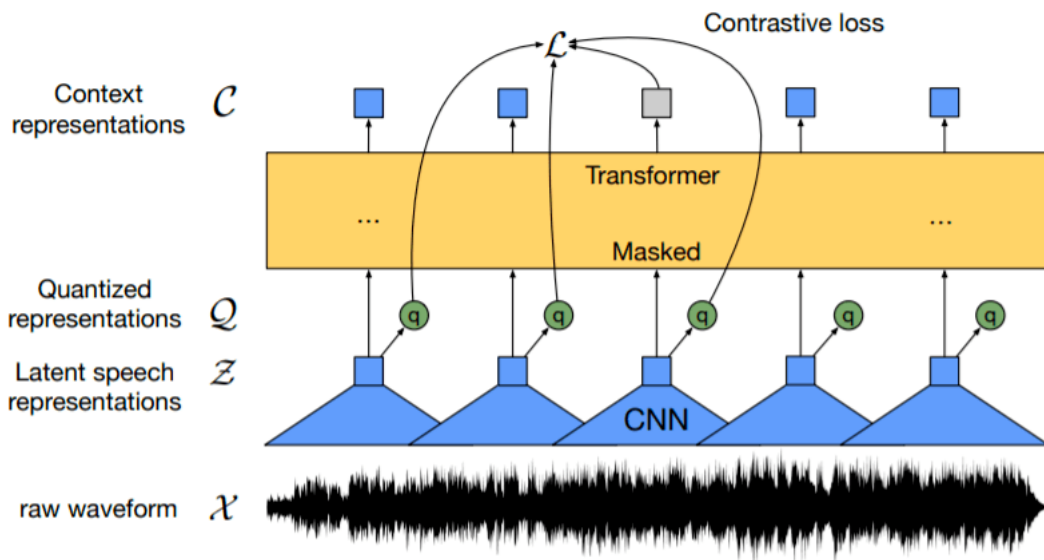 Contrastive loss
ℒ
Context
representations
𝒞
Transformer
... ...
Masked
Quantized
representations
𝒬
q q q q q
Latent speech
representations
𝒵
CNN
raw waveform
𝒳